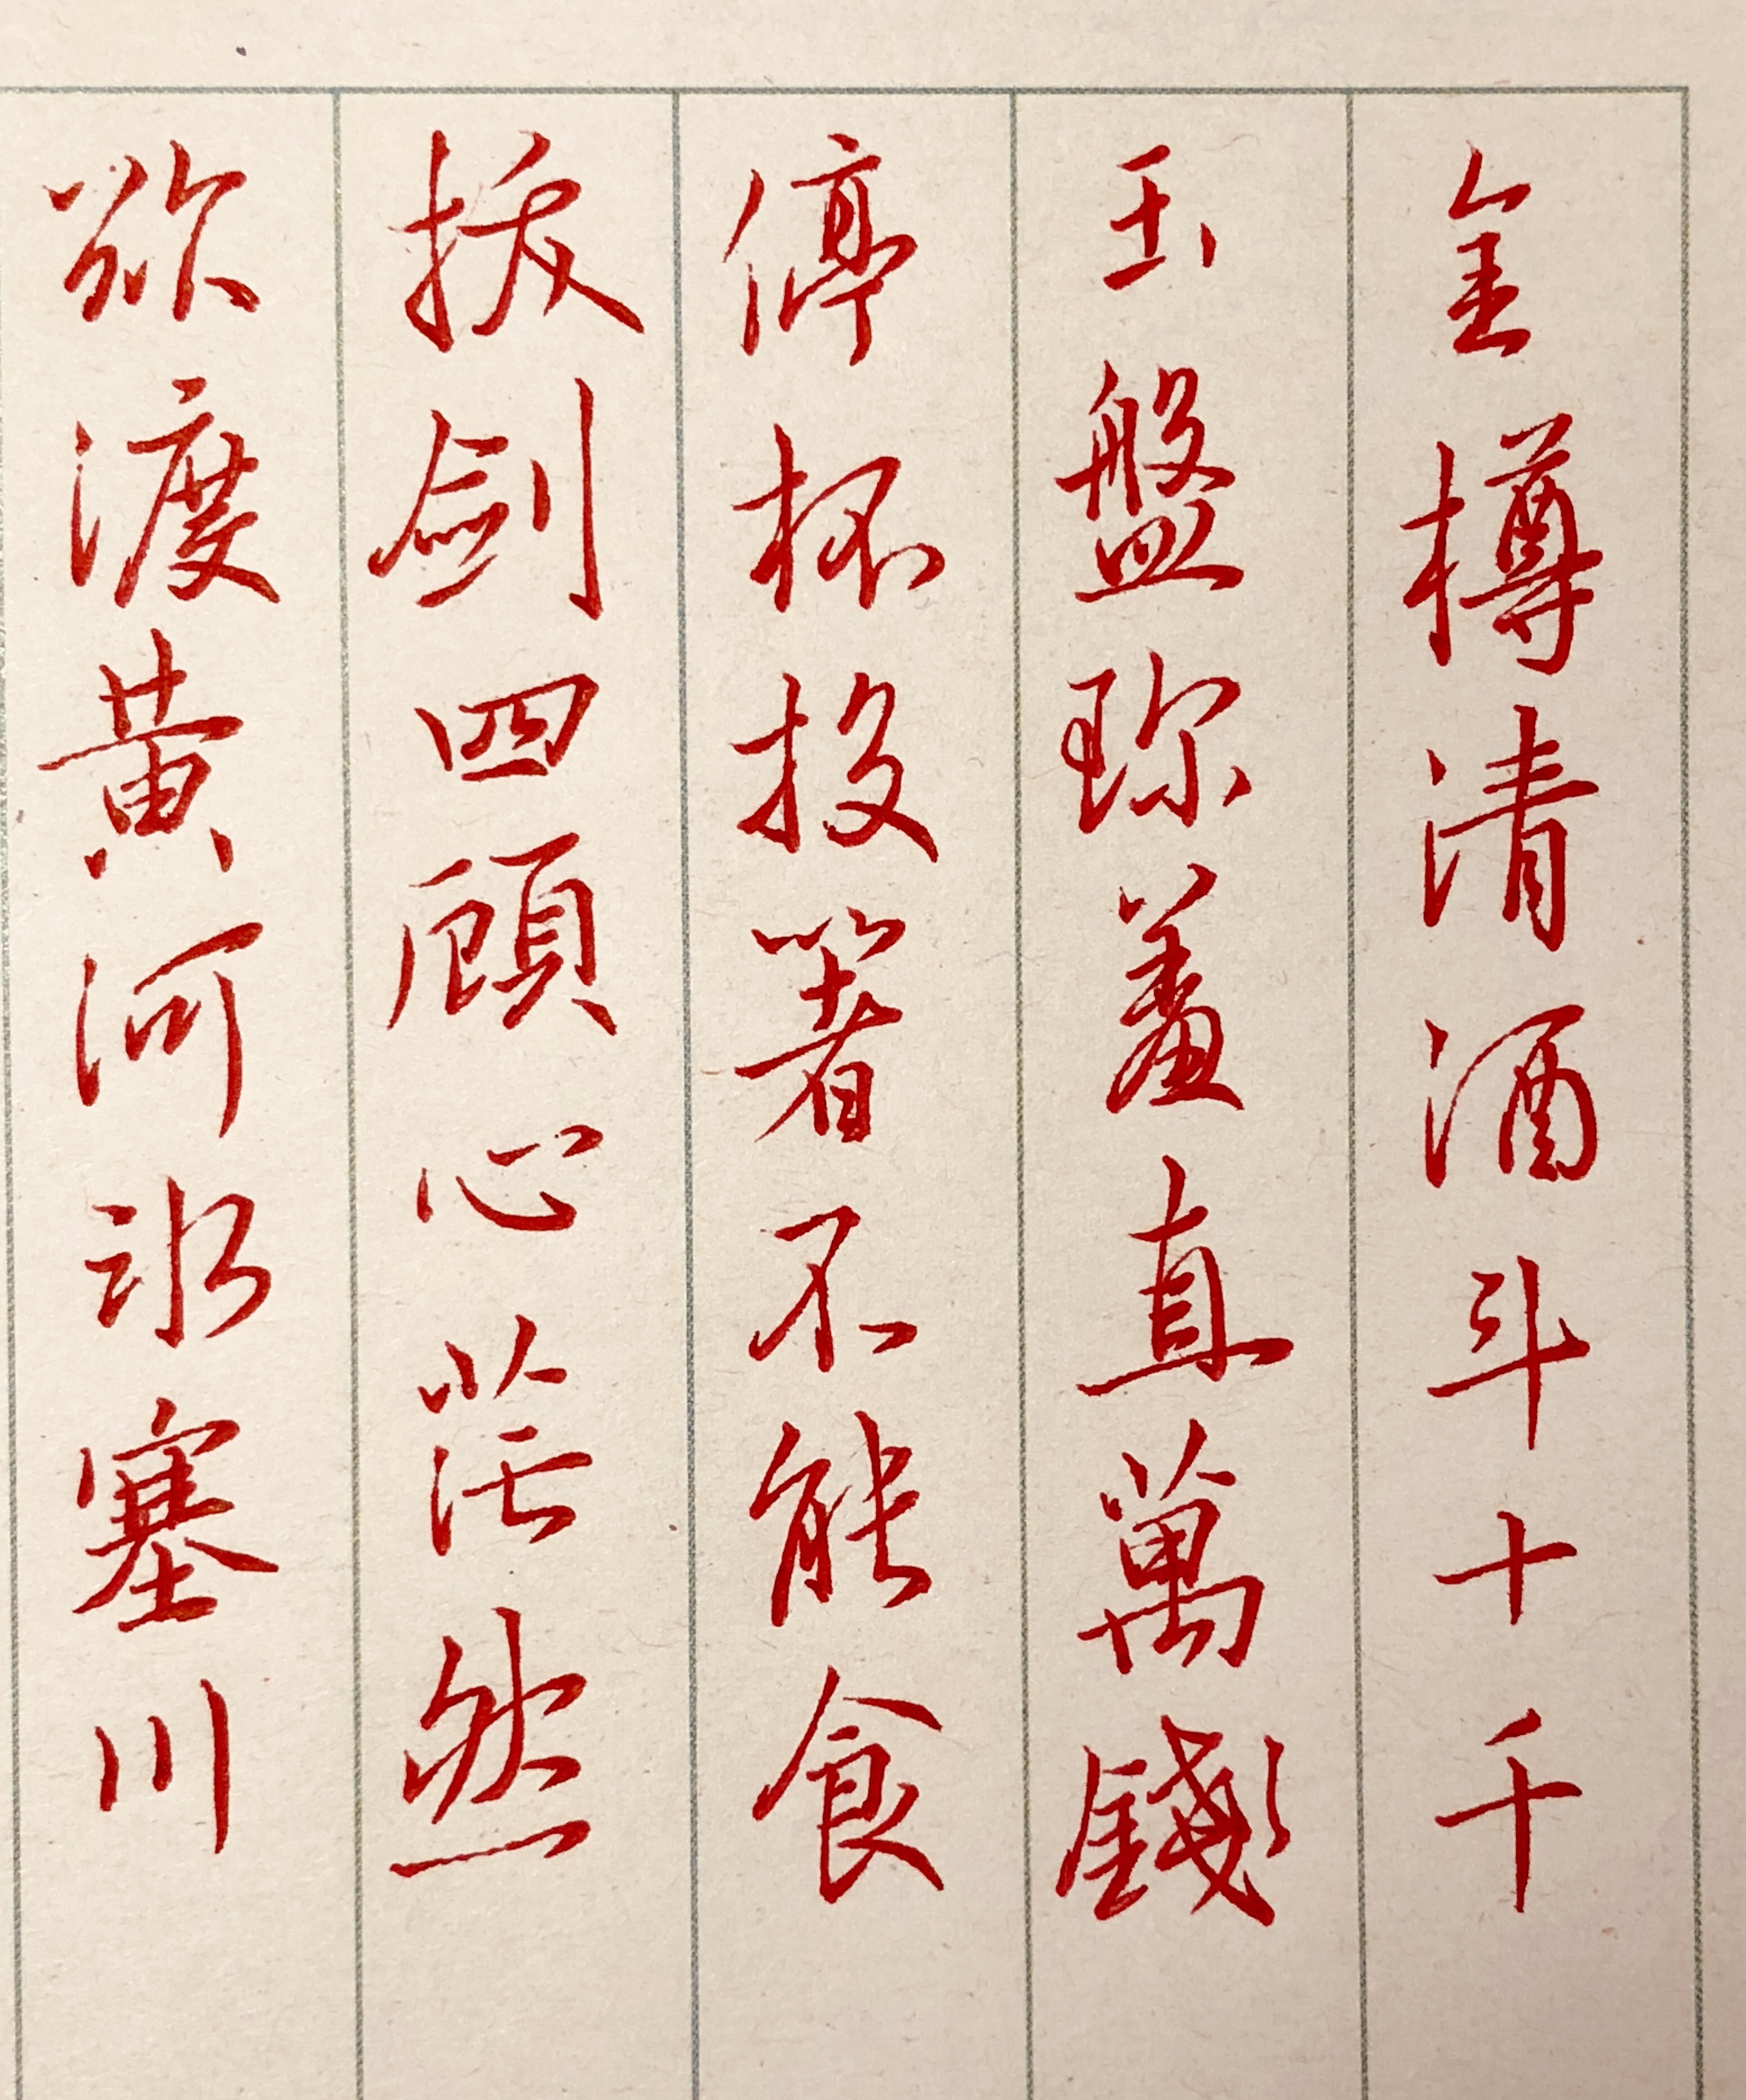 金樽清酒斗十千
玉盤珎羞直萬錢
停杯投箸不能食
拔劍四顧心茫然
欲渡黃河冰塞川